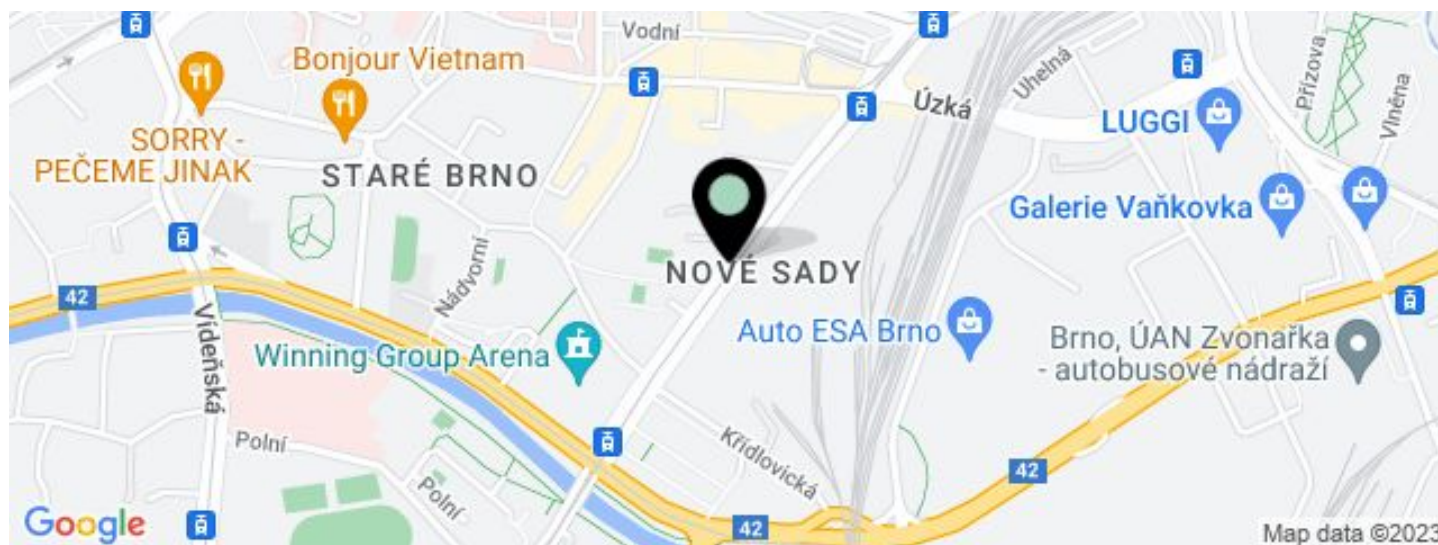 Vodní
Bonjour Vietnam
Úzká
Uhelná
Přízova
Vlněna
LUGGI
SORRY -
PEČEME JINAK
STARÉ BRNO
Galerie Vaňkovka
Nádvorní
NOVÉ SADY
42
Vídeňská
Winning Group Arena
Auto ESA Brno
Brno, ÚAN Zvonařka
- autobusové nádraží
Polní
Křídlovická
42
Polní
42
Google
Map data ©2023